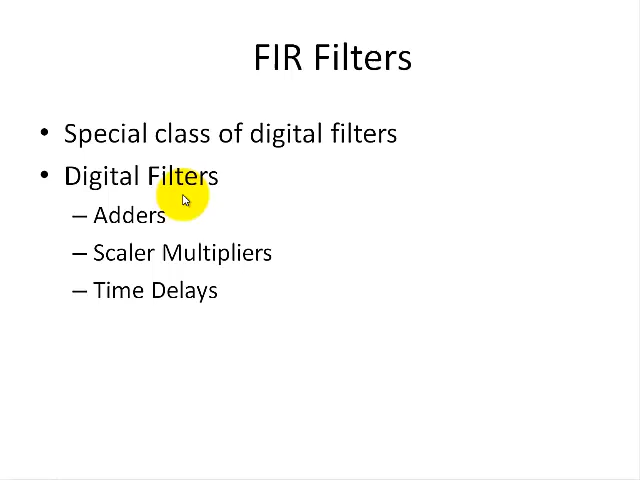 FIR Filters
• Special class of digital filters
• Digital Filters
– Adders
– Scaler Multipliers
– Time Delays